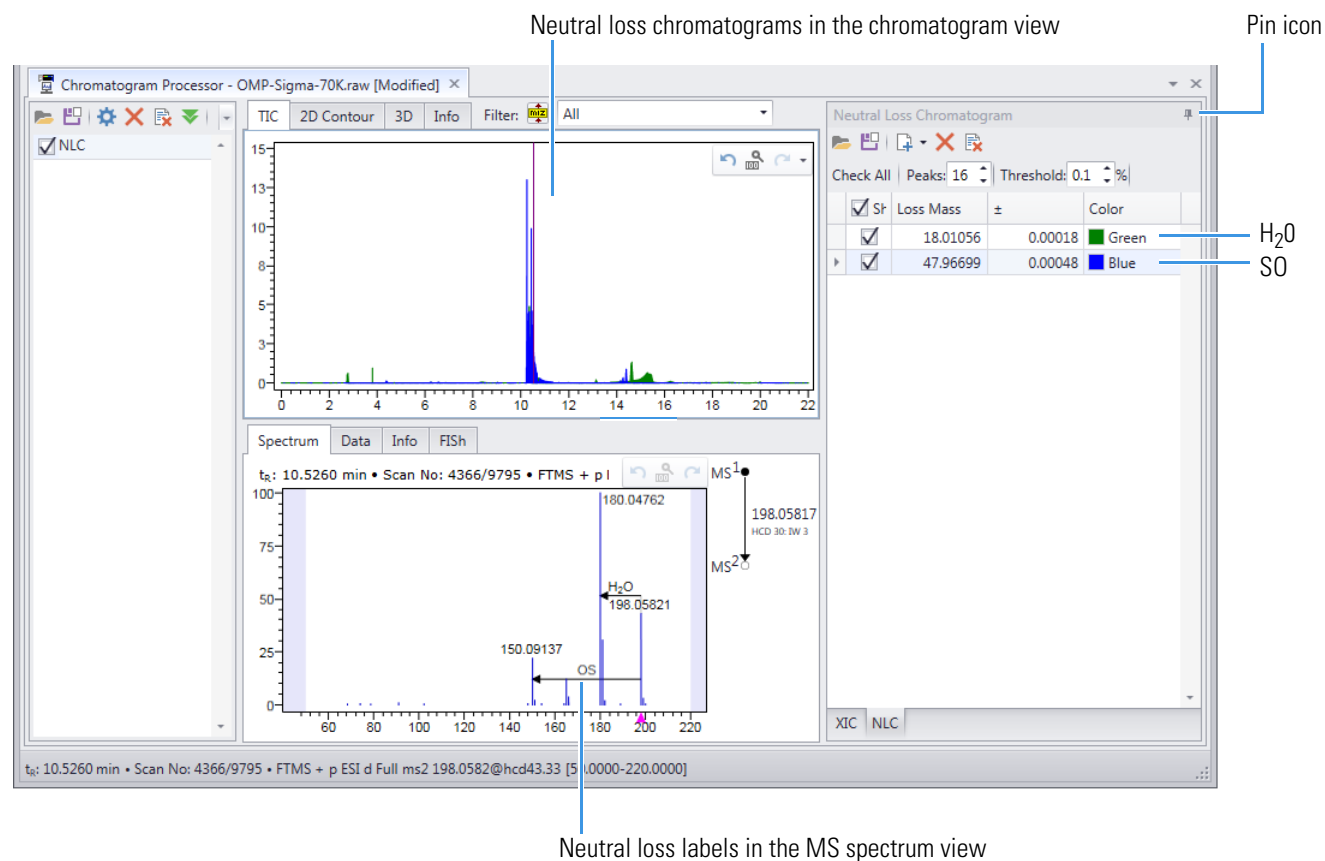 Neutral loss chromatograms in the chromatogram view
Pin icon
Chromatogram Processor - OMP-Sigma-70K.raw [Modified] ×
NLC
TIC 2D Contour 3D Info Filter: m/z All
15
13
10
8
5
3
0
0 2 4 6 8 10 12 14 16 18 20 22
Spectrum Data Info FISh
tR: 10.5260 min • Scan No: 4366/9795 • FTMS + p
100
75
50
25
0
180.04762
H₂O
198.05821
150.09137
OS
60 80 100 120 140 160 180 200 220
MS1
198.05817
HCD 30: IW 3
MS2
Neutral Loss Chromatogram
Check All Peaks: 16 Threshold: 0.1 %
Loss Mass ± Color
18.01056 0.00018 Green
47.96699 0.00048 Blue
H₂0
SO
XIC NLC
tR: 10.5260 min • Scan No: 4366/9795 • FTMS + p ESI d Full ms2 198.0582@hcd43.33 [50.0000-220.0000]
Neutral loss labels in the MS spectrum view